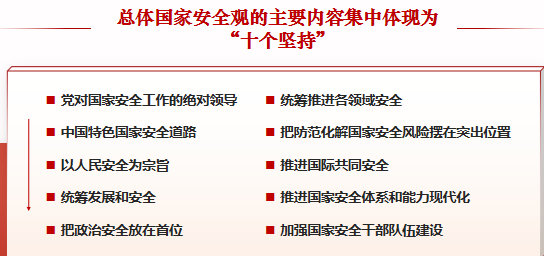 总体国家安全观的主要内容集中体现为
“十个坚持”
党对国家安全工作的绝对领导
中国特色国家安全道路
以人民安全为宗旨
统筹发展和安全
把政治安全放在首位
统筹推进各领域安全
把防范化解国家安全风险摆在突出位置
推进国际共同安全
推进国家安全体系和能力现代化
加强国家安全干部队伍建设